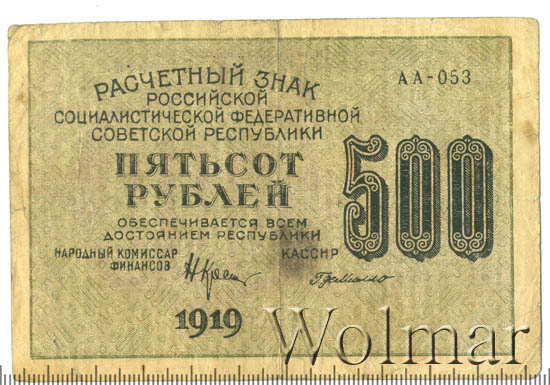 РАСЧЕТНЫЙ ЗНАК
АА-053
РОССИЙСКОЙ
СОЦИАЛИСТИЧЕСКОЙ ФЕДЕРАТИВНОЙ
СОВЕТСКОЙ РЕСПУБЛИКИ
ПЯТЬСОТ
РУБЛЕЙ
500
ОБЕСПЕЧИВАЕТСЯ ВСЕМ
ДОСТОЯНИЕМ РЕСПУБЛИКИ
НАРОДНЫЙ КОМИССАР
ФИНАНСОВ
КАССИР
1919
Wolmar